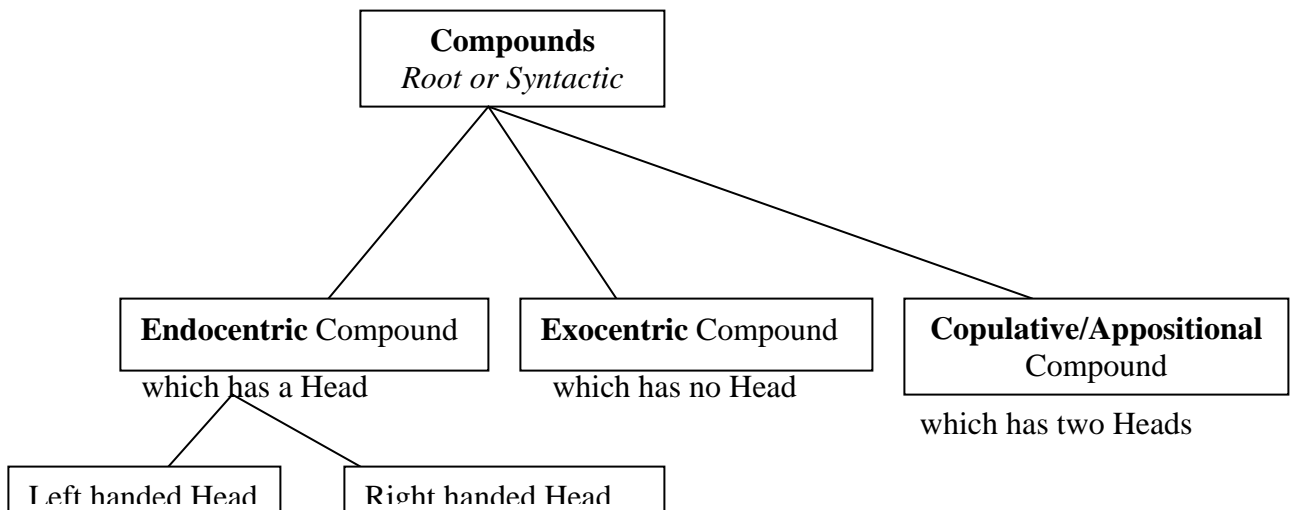 Compounds
Root or Syntactic
Endocentric Compound
which has a Head
Exocentric Compound
which has no Head
Copulative/Appositional
Compound
which has two Heads
Left handed Head
Right handed Head